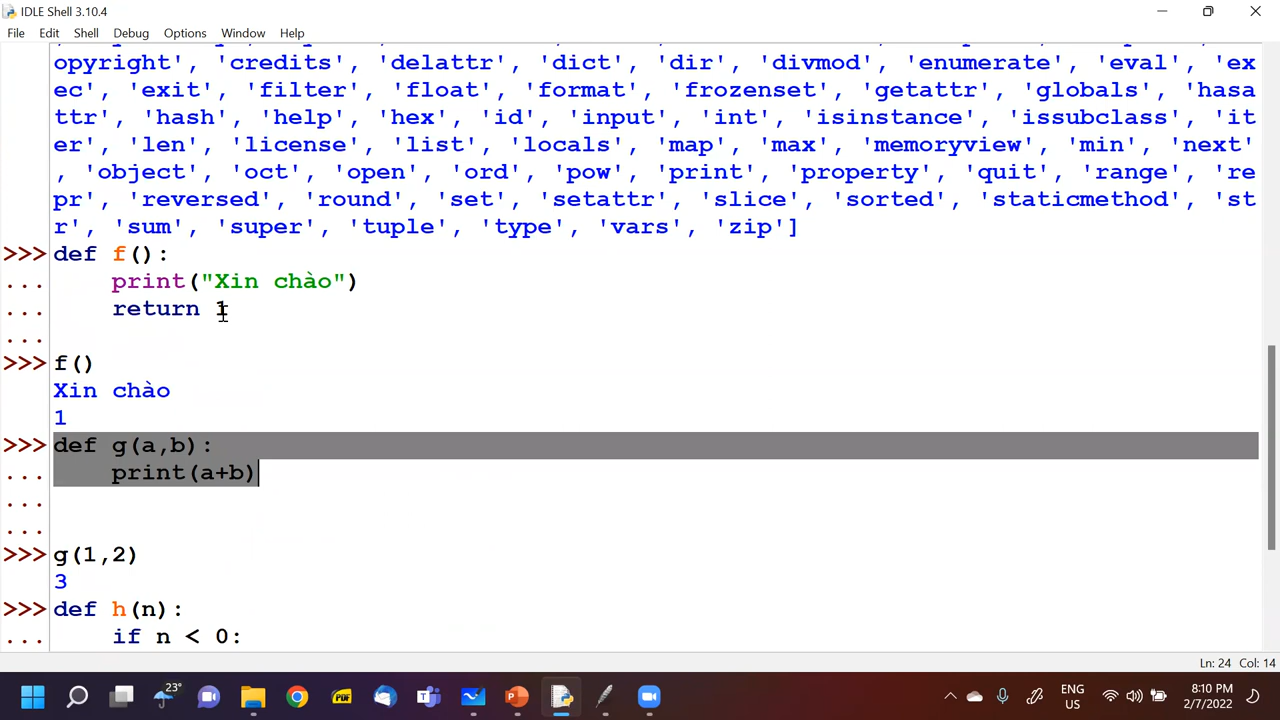 IDLE Shell 3.10.4
File Edit Shell Debug Options Window Help
opyright', 'credits', 'delattr', 'dict', 'dir', 'divmod', 'enumerate', 'eval', 'ex
ec', 'exit', 'filter', 'float', 'format', 'frozenset', 'getattr', 'globals', 'hasa
ttr', 'hash', 'help', 'hex', 'id', 'input', 'int', 'isinstance', 'issubclass', 'it
er', 'len', 'license', 'list', 'locals', 'map', 'max', 'memoryview', 'min', 'next'
, 'object', 'oct', 'open', 'ord', 'pow', 'print', 'property', 'quit', 'range', 're
pr', 'reversed', 'round', 'set', 'setattr', 'slice', 'sorted', 'staticmethod', 'st
r', 'sum', 'super', 'tuple', 'type', 'vars', 'zip']
>>> def f():
... print("Xin chào")
... return 1
...
>>> f()
Xin chào
1
>>> def g(a,b):
... print(a+b)
...
...
>>> g(1,2)
3
>>> def h(n):
... if n < 0:
Ln: 24 Col: 14
23°
PDF
ENG
US
8:10 PM
2/7/2022